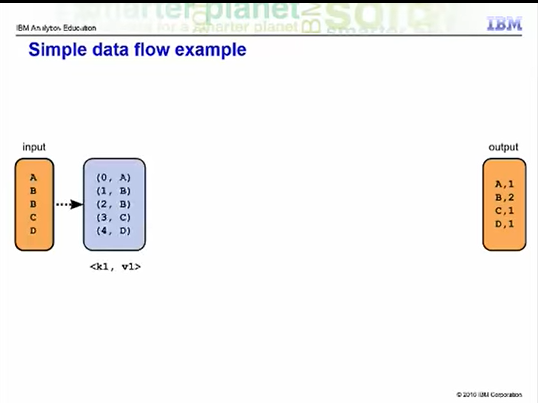 IBM Analytics Education
IBM
Simple data flow example
input
A
B
B
C
D
(0, A)
(1, B)
(2, B)
(3, C)
(4, D)
<k1, v1>
output
A,1
B,2
C,1
D,1
© 2010 IBM Corporation